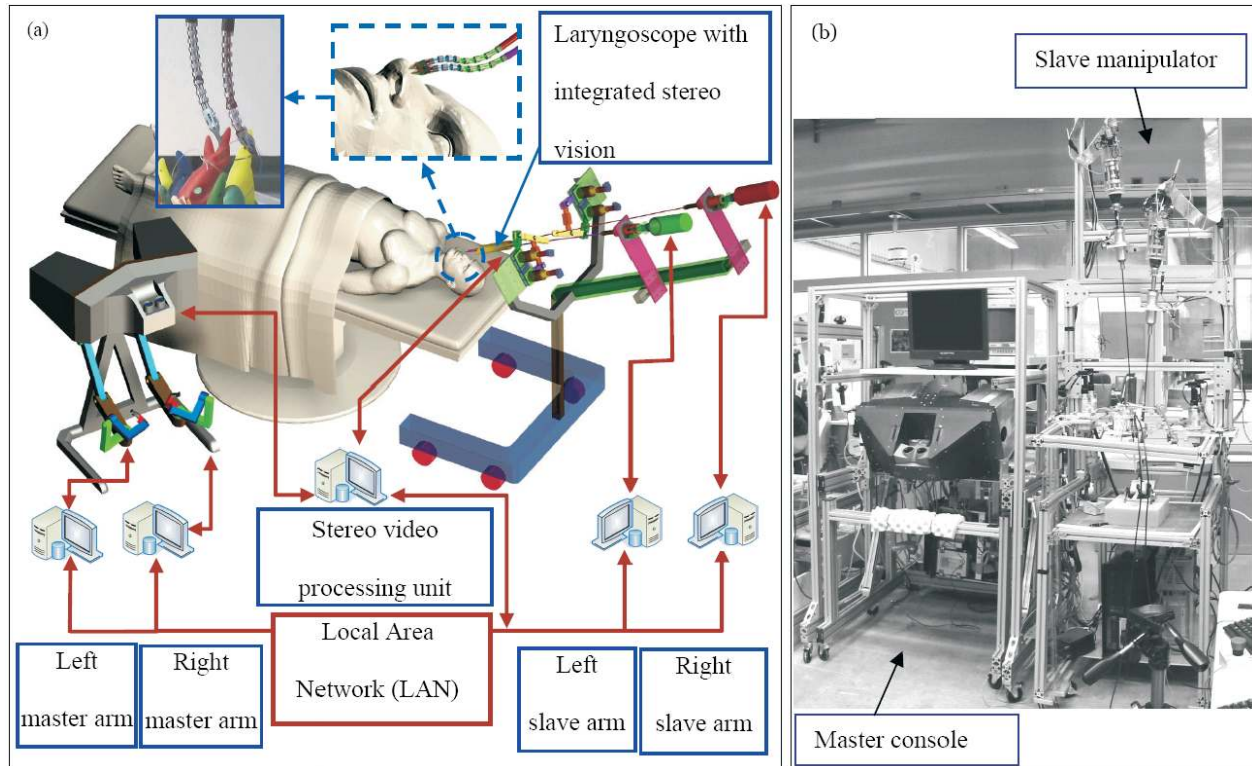 (a)
Laryngoscope with
integrated stereo
vision
Stereo video
processing unit
Local Area
Network (LAN)
Left
master arm
Right
master arm
Left
slave arm
Right
slave arm
(b)
Slave manipulator
Master console